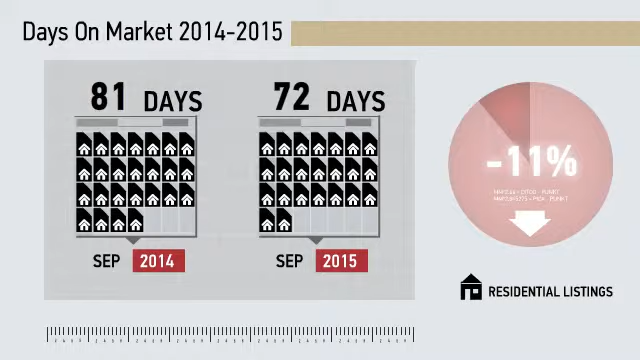 Days On Market 2014-2015
81 DAYS
72 DAYS
SEP 2014
SEP 2015
-11%
RESIDENTIAL LISTINGS